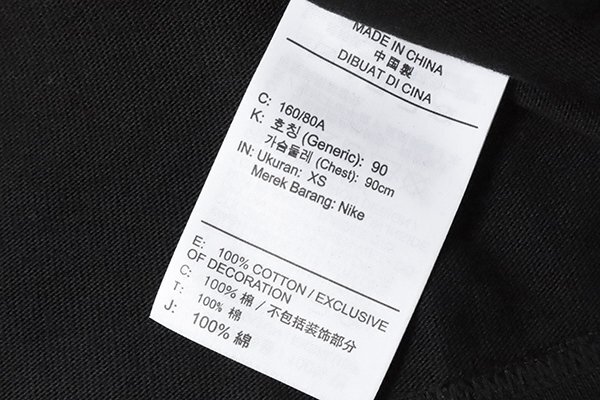 MADE IN CHINA
中国製
DIBUAT DI CINA
C: 160/80A
K: 호칭 (Generic): 90
가슴둘레 (Chest): 90cm
IN: Ukuran: XS
Merek Barang: Nike
E: 100% COTTON / EXCLUSIVE
OF DECORATION
C: 100% 棉 / 不包括装饰部分
T: 100% 棉
J: 100% 綿